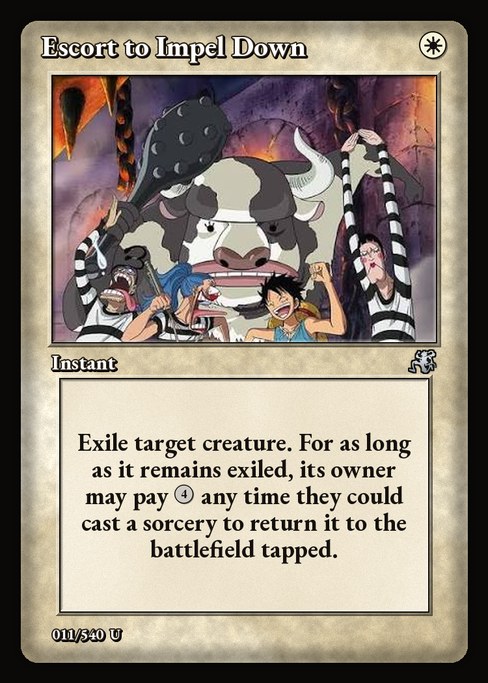 Escort to Impel Down
Instant
Exile target creature. For as long
as it remains exiled, its owner
may pay 4 any time they could
cast a sorcery to return it to the
battlefield tapped.
011/540 U